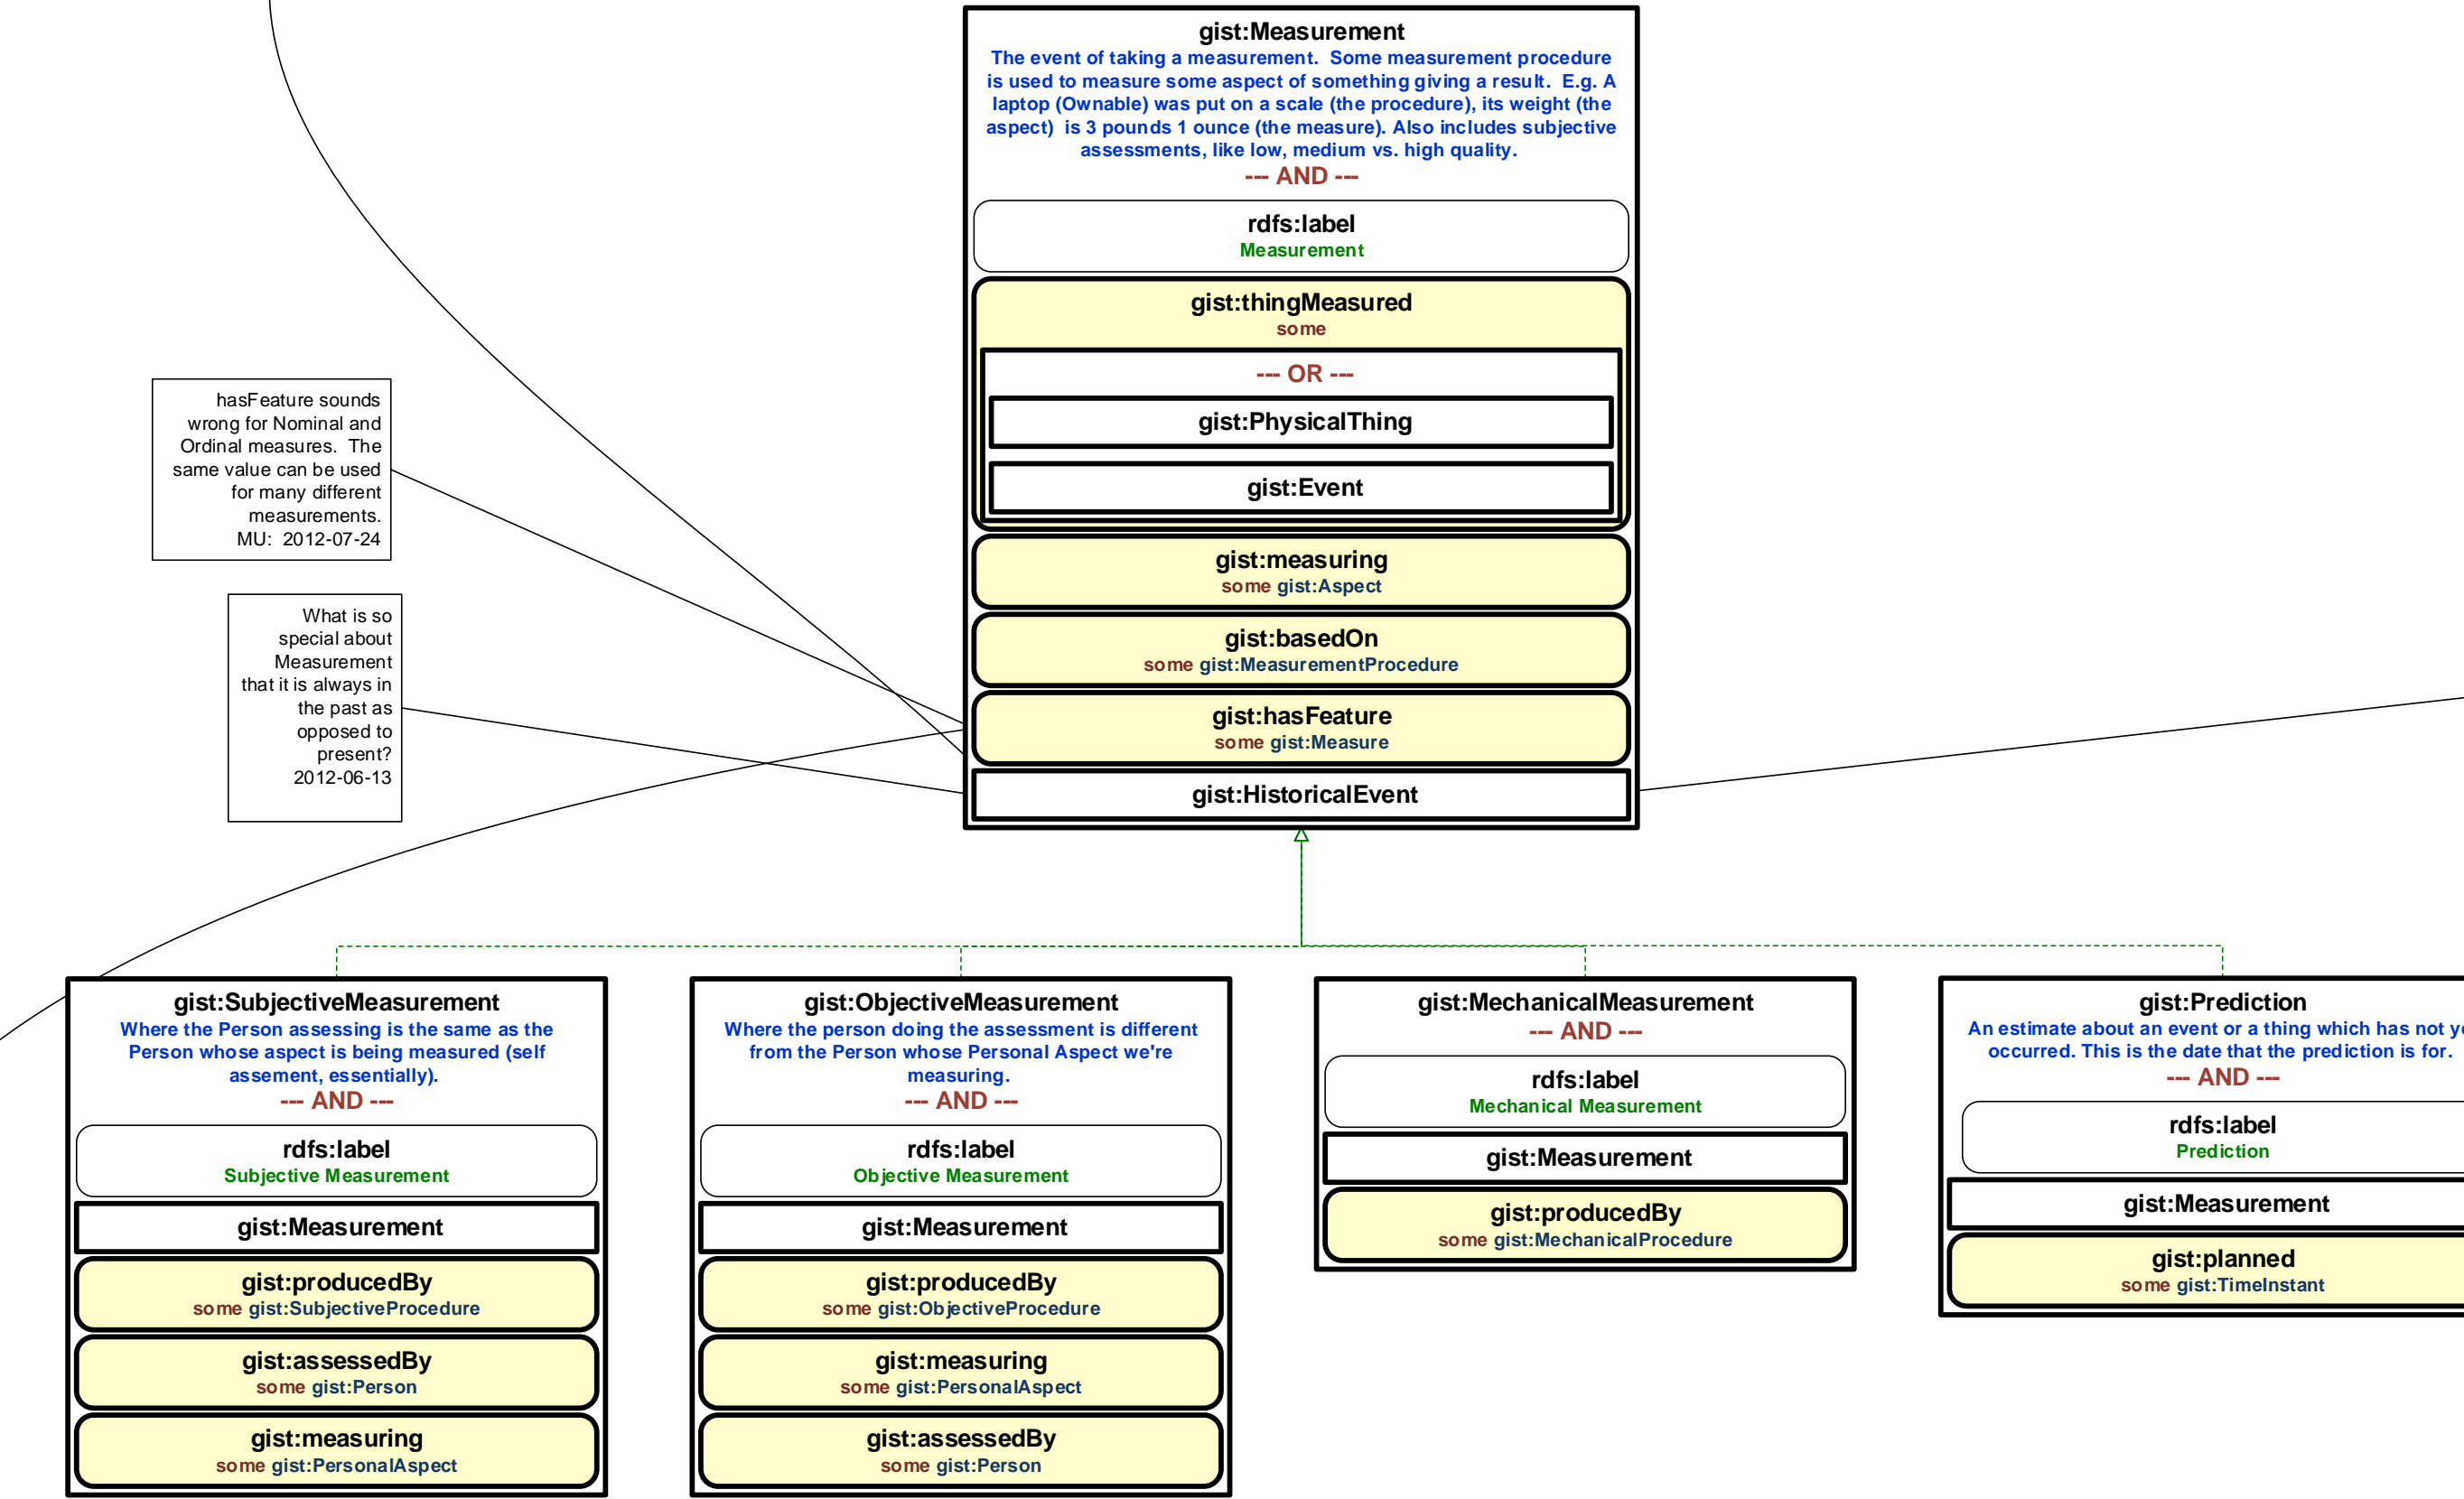 gist:Measurement
The event of taking a measurement.  Some measurement procedure
is used to measure some aspect of something giving a result.  E.g. A
laptop (Ownable) was put on a scale (the procedure), its weight (the
aspect)  is 3 pounds 1 ounce (the measure). Also includes subjective
assessments, like low, medium vs. high quality.
--- AND ---
rdfs:label
Measurement
gist:thingMeasured
some
--- OR ---
gist:PhysicalThing
gist:Event
gist:measuring
some gist:Aspect
gist:basedOn
some gist:MeasurementProcedure
gist:hasFeature
some gist:Measure
gist:HistoricalEvent
hasFeature sounds
wrong for Nominal and
Ordinal measures.  The
same value can be used
for many different
measurements.
MU:  2012-07-24
What is so
special about
Measurement
that it is always in
the past as
opposed to
present?
2012-06-13
gist:SubjectiveMeasurement
Where the Person assessing is the same as the
Person whose aspect is being measured (self
assement, essentially).
--- AND ---
rdfs:label
Subjective Measurement
gist:Measurement
gist:producedBy
some gist:SubjectiveProcedure
gist:assessedBy
some gist:Person
gist:measuring
some gist:PersonalAspect
gist:ObjectiveMeasurement
Where the person doing the assessment is different
from the Person whose Personal Aspect we're
measuring.
--- AND ---
rdfs:label
Objective Measurement
gist:Measurement
gist:producedBy
some gist:ObjectiveProcedure
gist:measuring
some gist:PersonalAspect
gist:assessedBy
some gist:Person
gist:MechanicalMeasurement
--- AND ---
rdfs:label
Mechanical Measurement
gist:Measurement
gist:producedBy
some gist:MechanicalProcedure
gist:Prediction
An estimate about an event or a thing which has not
occurred. This is the date that the prediction is for.
--- AND ---
rdfs:label
Prediction
gist:Measurement
gist:planned
some gist:TimeInstant